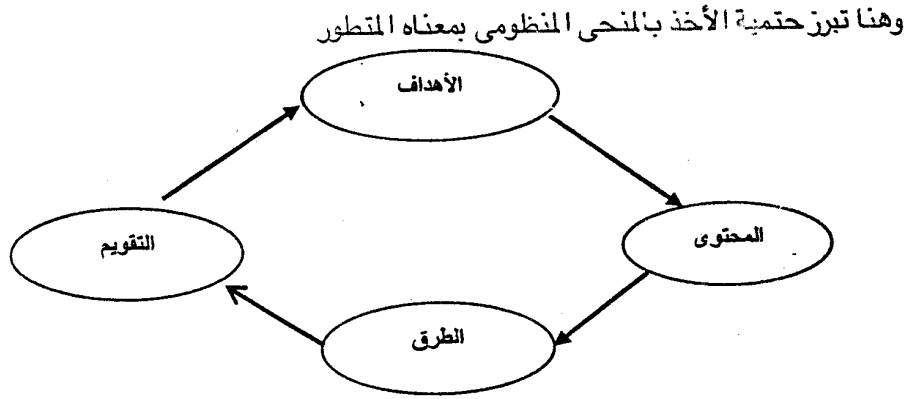 وهنا تبرز حتمية الأخذ بالمنحى المنظومى بمعناه المتطور
الأهداف
المحتوى
التقويم
الطرق